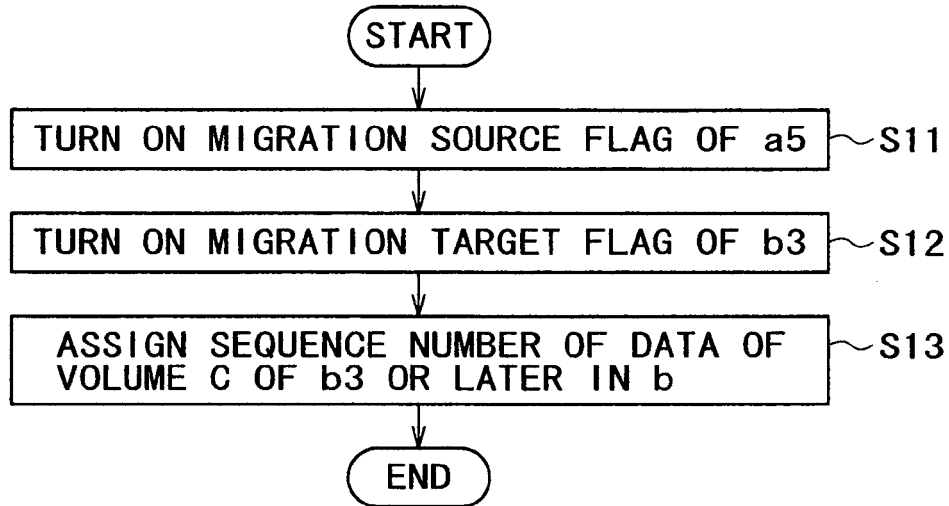 START
TURN ON MIGRATION SOURCE FLAG OF a5
S11
TURN ON MIGRATION TARGET FLAG OF b3
S12
ASSIGN SEQUENCE NUMBER OF DATA OF
VOLUME C OF b3 OR LATER IN b
S13
END